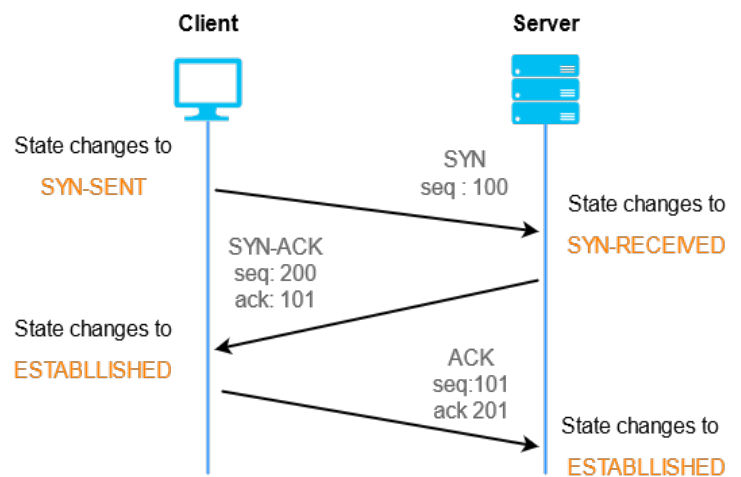 Client
Server
State changes to
SYN-SENT
SYN
seq : 100
State changes to
SYN-RECEIVED
SYN-ACK
seq: 200
ack: 101
State changes to
ESTABLLISHED
ACK
seq:101
ack 201
State changes to
ESTABLLISHED